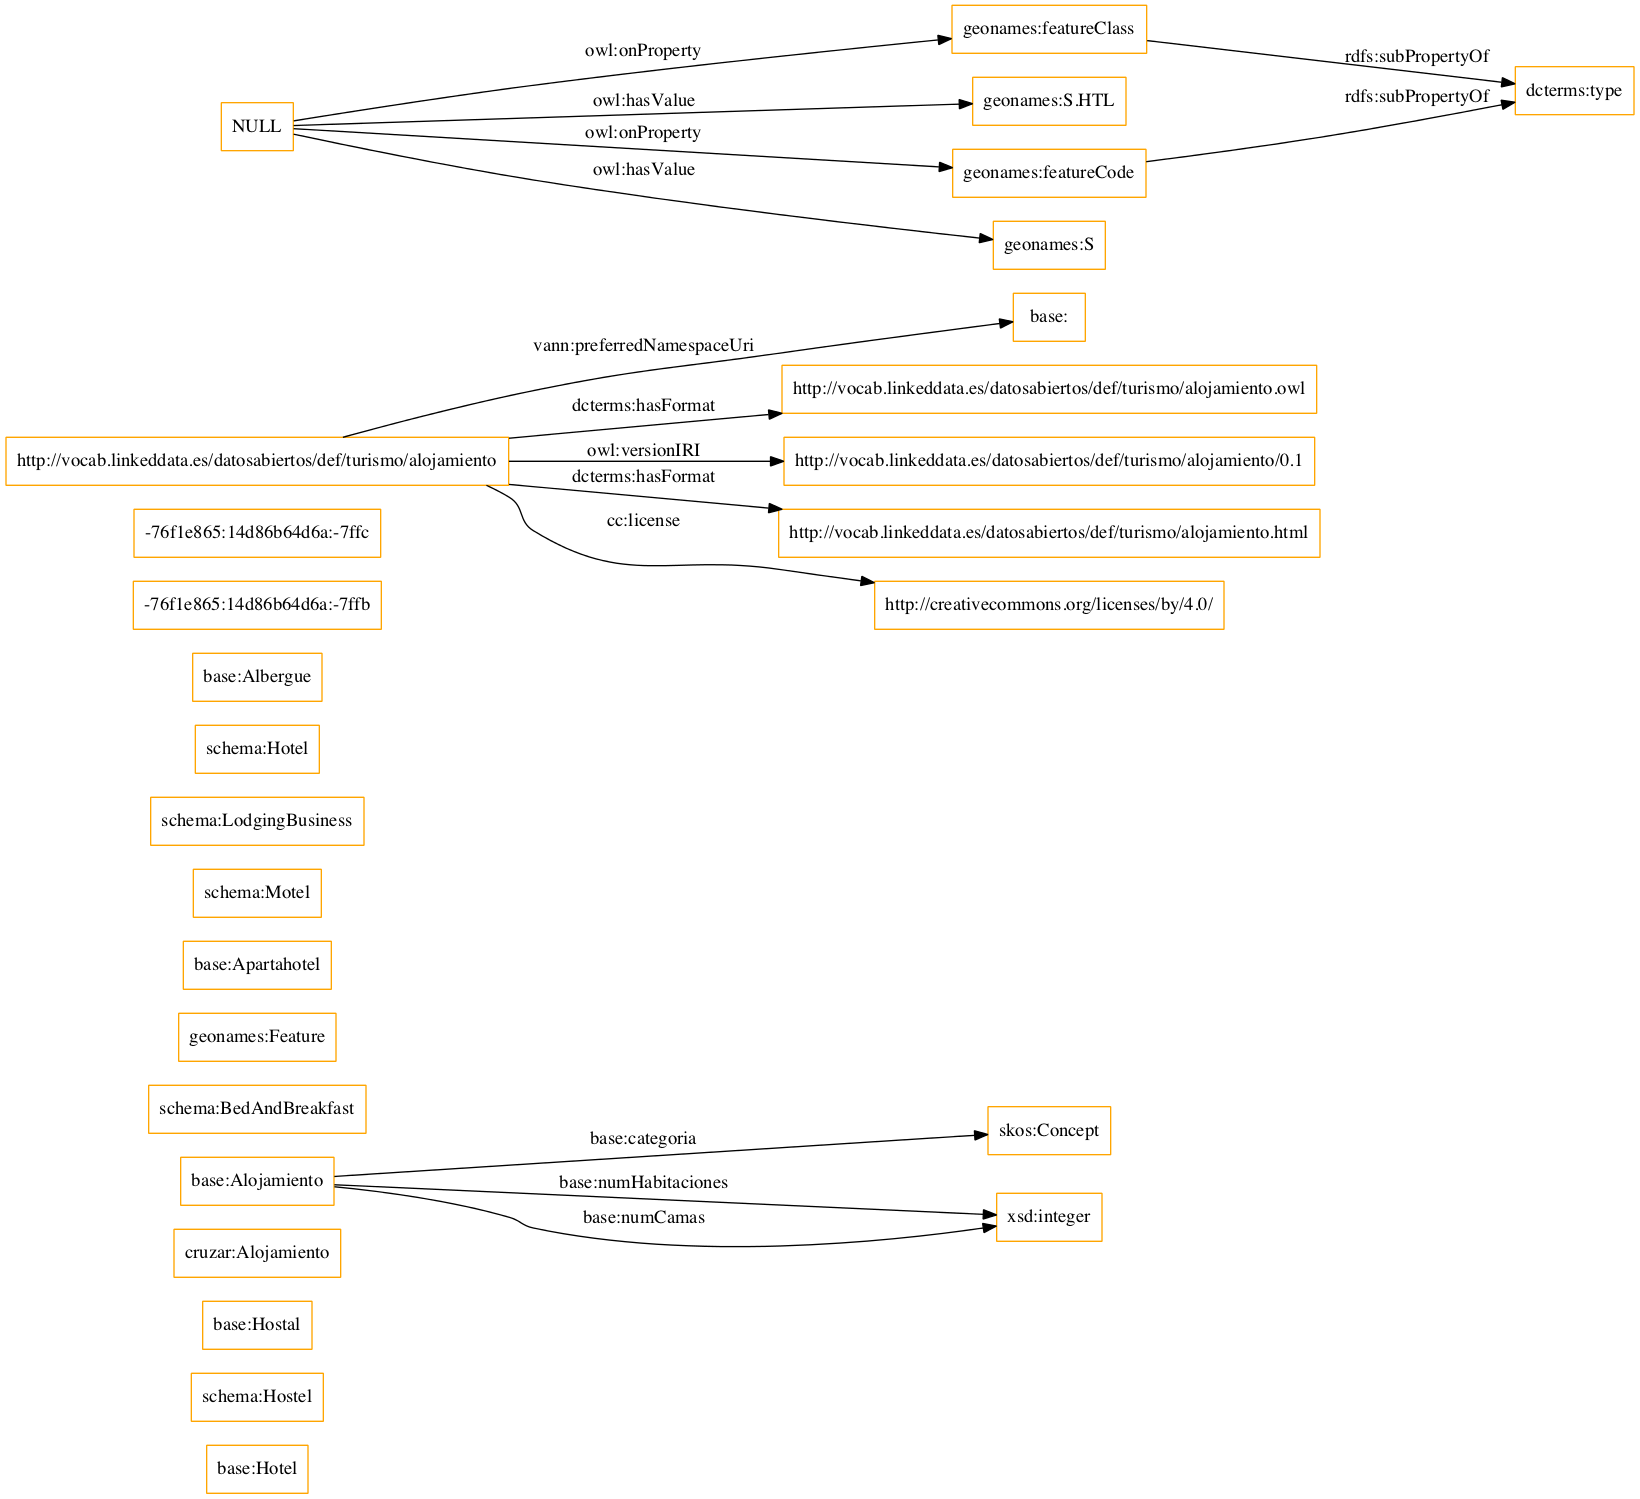 geonames:featureClass
owl:onProperty
rdfs:subPropertyOf
dcterms:type
owl:hasValue
geonames:S.HTL
rdfs:subPropertyOf
NULL
owl:onProperty
geonames:featureCode
owl:hasValue
geonames:S
base:
vann:preferredNamespaceUri
http://vocab.linkeddata.es/datosabiertos/def/turismo/alojamiento.owl
dcterms:hasFormat
owl:versionIRI
http://vocab.linkeddata.es/datosabiertos/def/turismo/alojamiento
http://vocab.linkeddata.es/datosabiertos/def/turismo/alojamiento/0.1
dcterms:hasFormat
cc:license
http://vocab.linkeddata.es/datosabiertos/def/turismo/alojamiento.html
-76f1e865:14d86b64d6a:-7ffc
-76f1e865:14d86b64d6a:-7ffb
http://creativecommons.org/licenses/by/4.0/
base:Albergue
schema:Hotel
schema:LodgingBusiness
schema:Motel
base:Apartahotel
geonames:Feature
schema:BedAndBreakfast
base:categoria
skos:Concept
base:Alojamiento
base:numHabitaciones
base:numCamas
xsd:integer
cruzar:Alojamiento
base:Hostal
schema:Hostel
base:Hotel